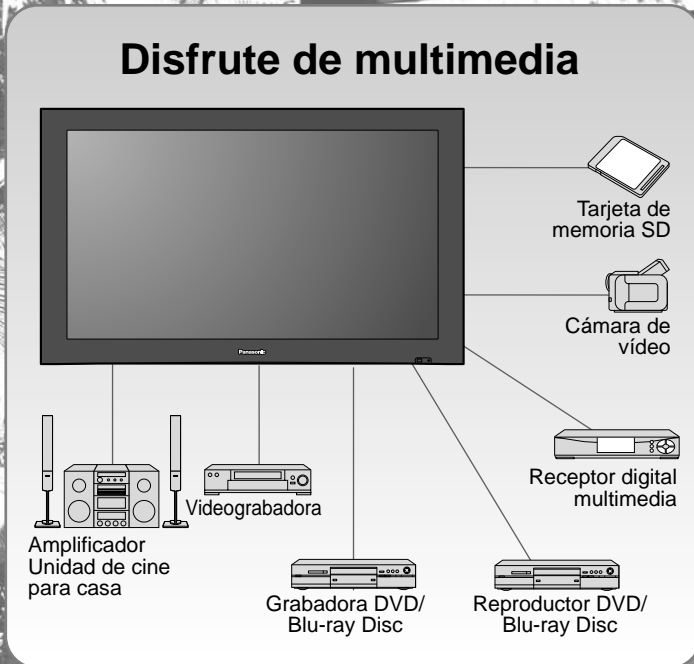 Disfrute de multimedia
Tarjeta de
memoria SD
Cámara de
vídeo
Panasonic
Receptor digital
multimedia
Videograbadora
Amplificador
Unidad de cine
para casa
Grabadora DVD/
Blu-ray Disc
Reproductor DVD/
Blu-ray Disc